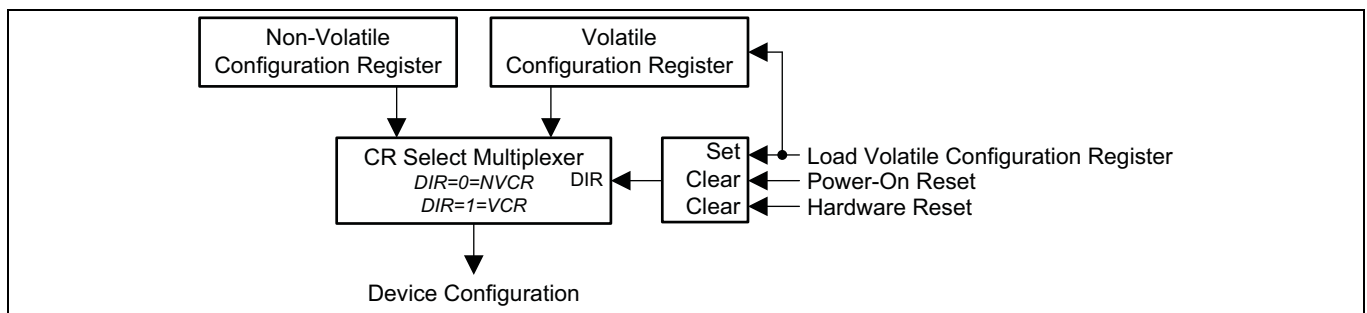 Non-Volatile
Configuration Register
Volatile
Configuration Register
CR Select Multiplexer
DIR=0=NVCR
DIR=1=VCR
DIR
Set
Clear
Clear
Load Volatile Configuration Register
Power-On Reset
Hardware Reset
Device Configuration